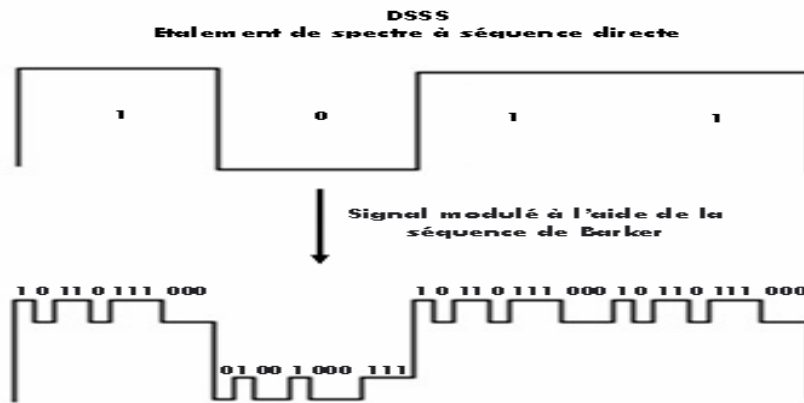 DSSS
Etalement de spectre à séquence directe
1 0 1 1
Signal modulé à l'aide de la
séquence de Barker
1 0 11 0 111 000 1 0 11 0 111 000 1 0 11 0 111 000
01 00 1 000 111